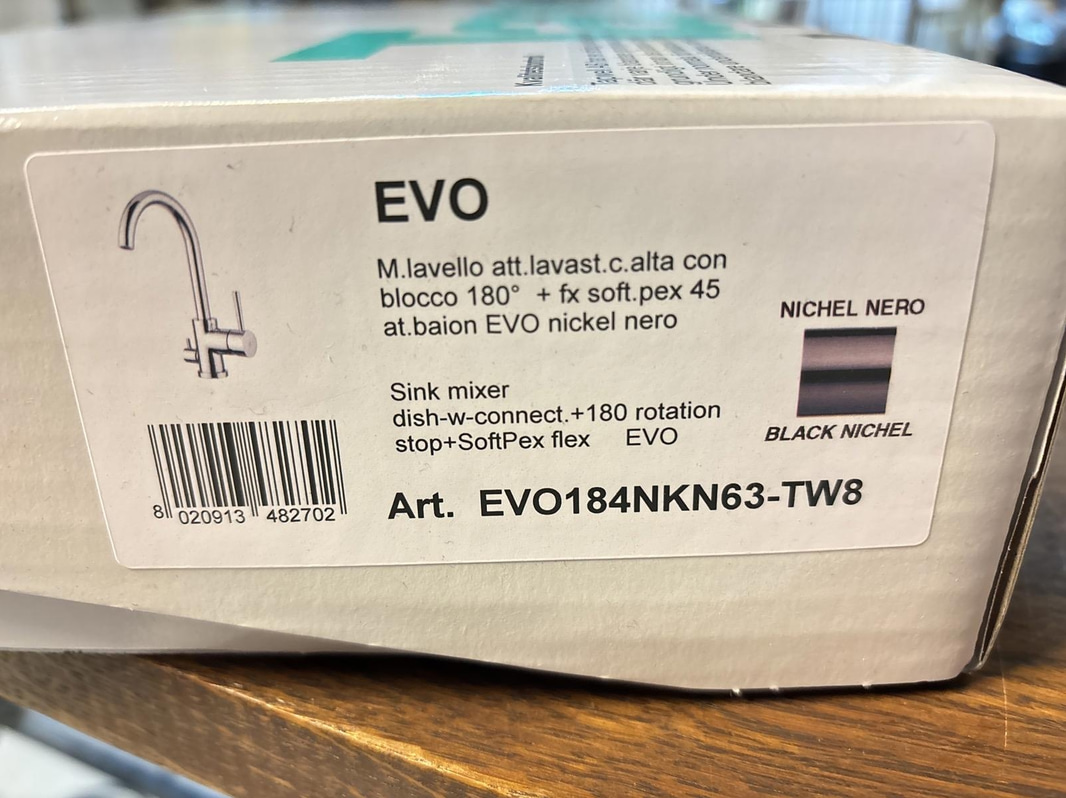 EVO
M.lavello att.lavast.c.alta con
blocco 180° + fx soft.pex 45
at.baion EVO nickel nero
NICHEL NERO
Sink mixer
dish-w-connect.+180 rotation
stop+SoftPex flex EVO
BLACK NICHEL
Art. EVO184NKN63-TW8
8 020913 482702